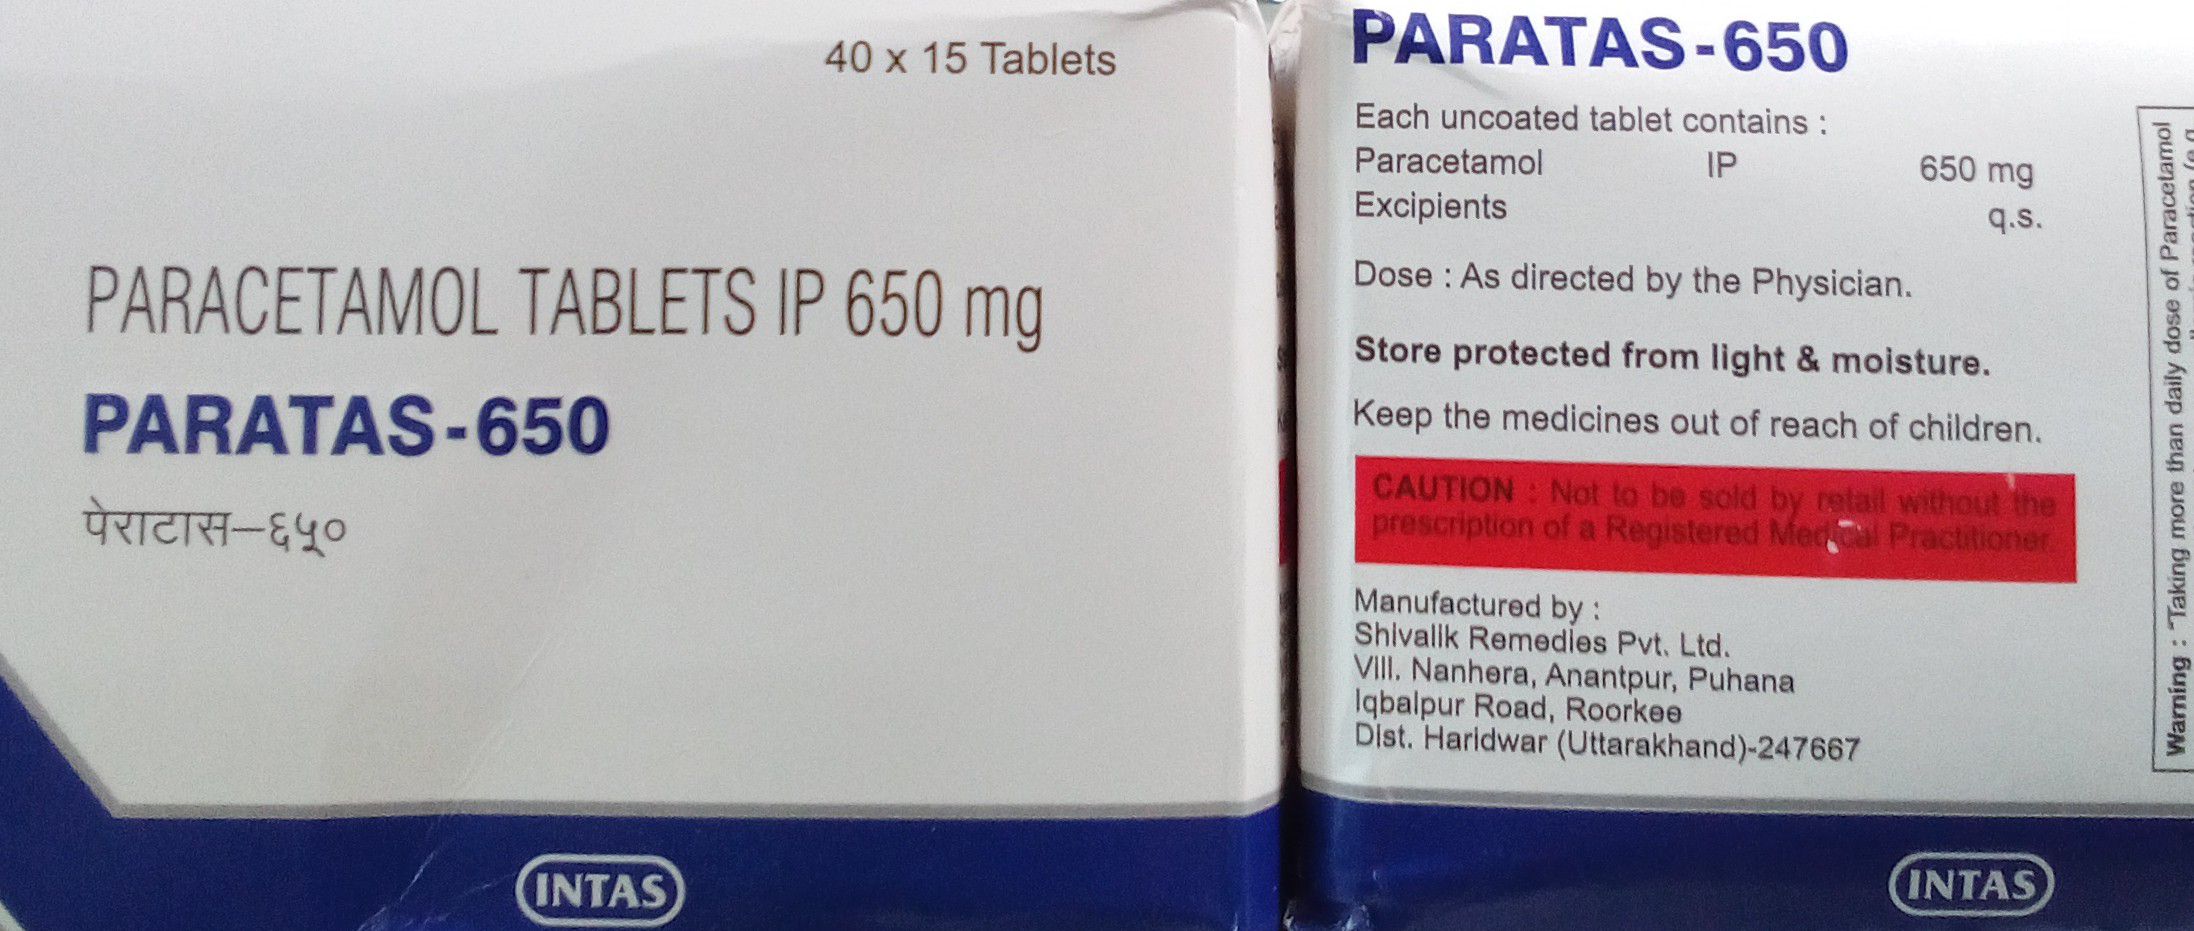 40 x 15 Tablets
PARACETAMOL TABLETS IP 650 mg
PARATAS-650
पेराटास–६५०
INTAS
PARATAS-650
Each uncoated tablet contains :
Paracetamol IP 650 mg
Excipients q.s.
Dose : As directed by the Physician.
Store protected from light & moisture.
Keep the medicines out of reach of children.
CAUTION : Not to be sold by retail without the
prescription of a Registered Medical Practitioner.
Manufactured by :
Shivalik Remedies Pvt. Ltd.
Vill. Nanhera, Anantpur, Puhana
Iqbalpur Road, Roorkee
Dist. Haridwar (Uttarakhand)-247667
INTAS
Warning : Taking more than daily dose of Paracetamol